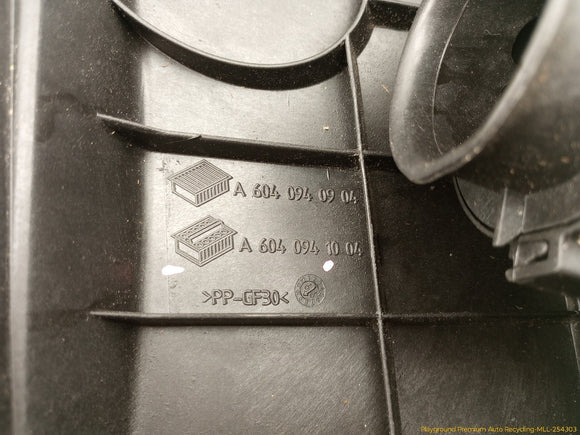 A 604 094 09 04
A 604 094 10 04
>PP-GF30<
Playground Premium Auto Recycling-MLL-254303